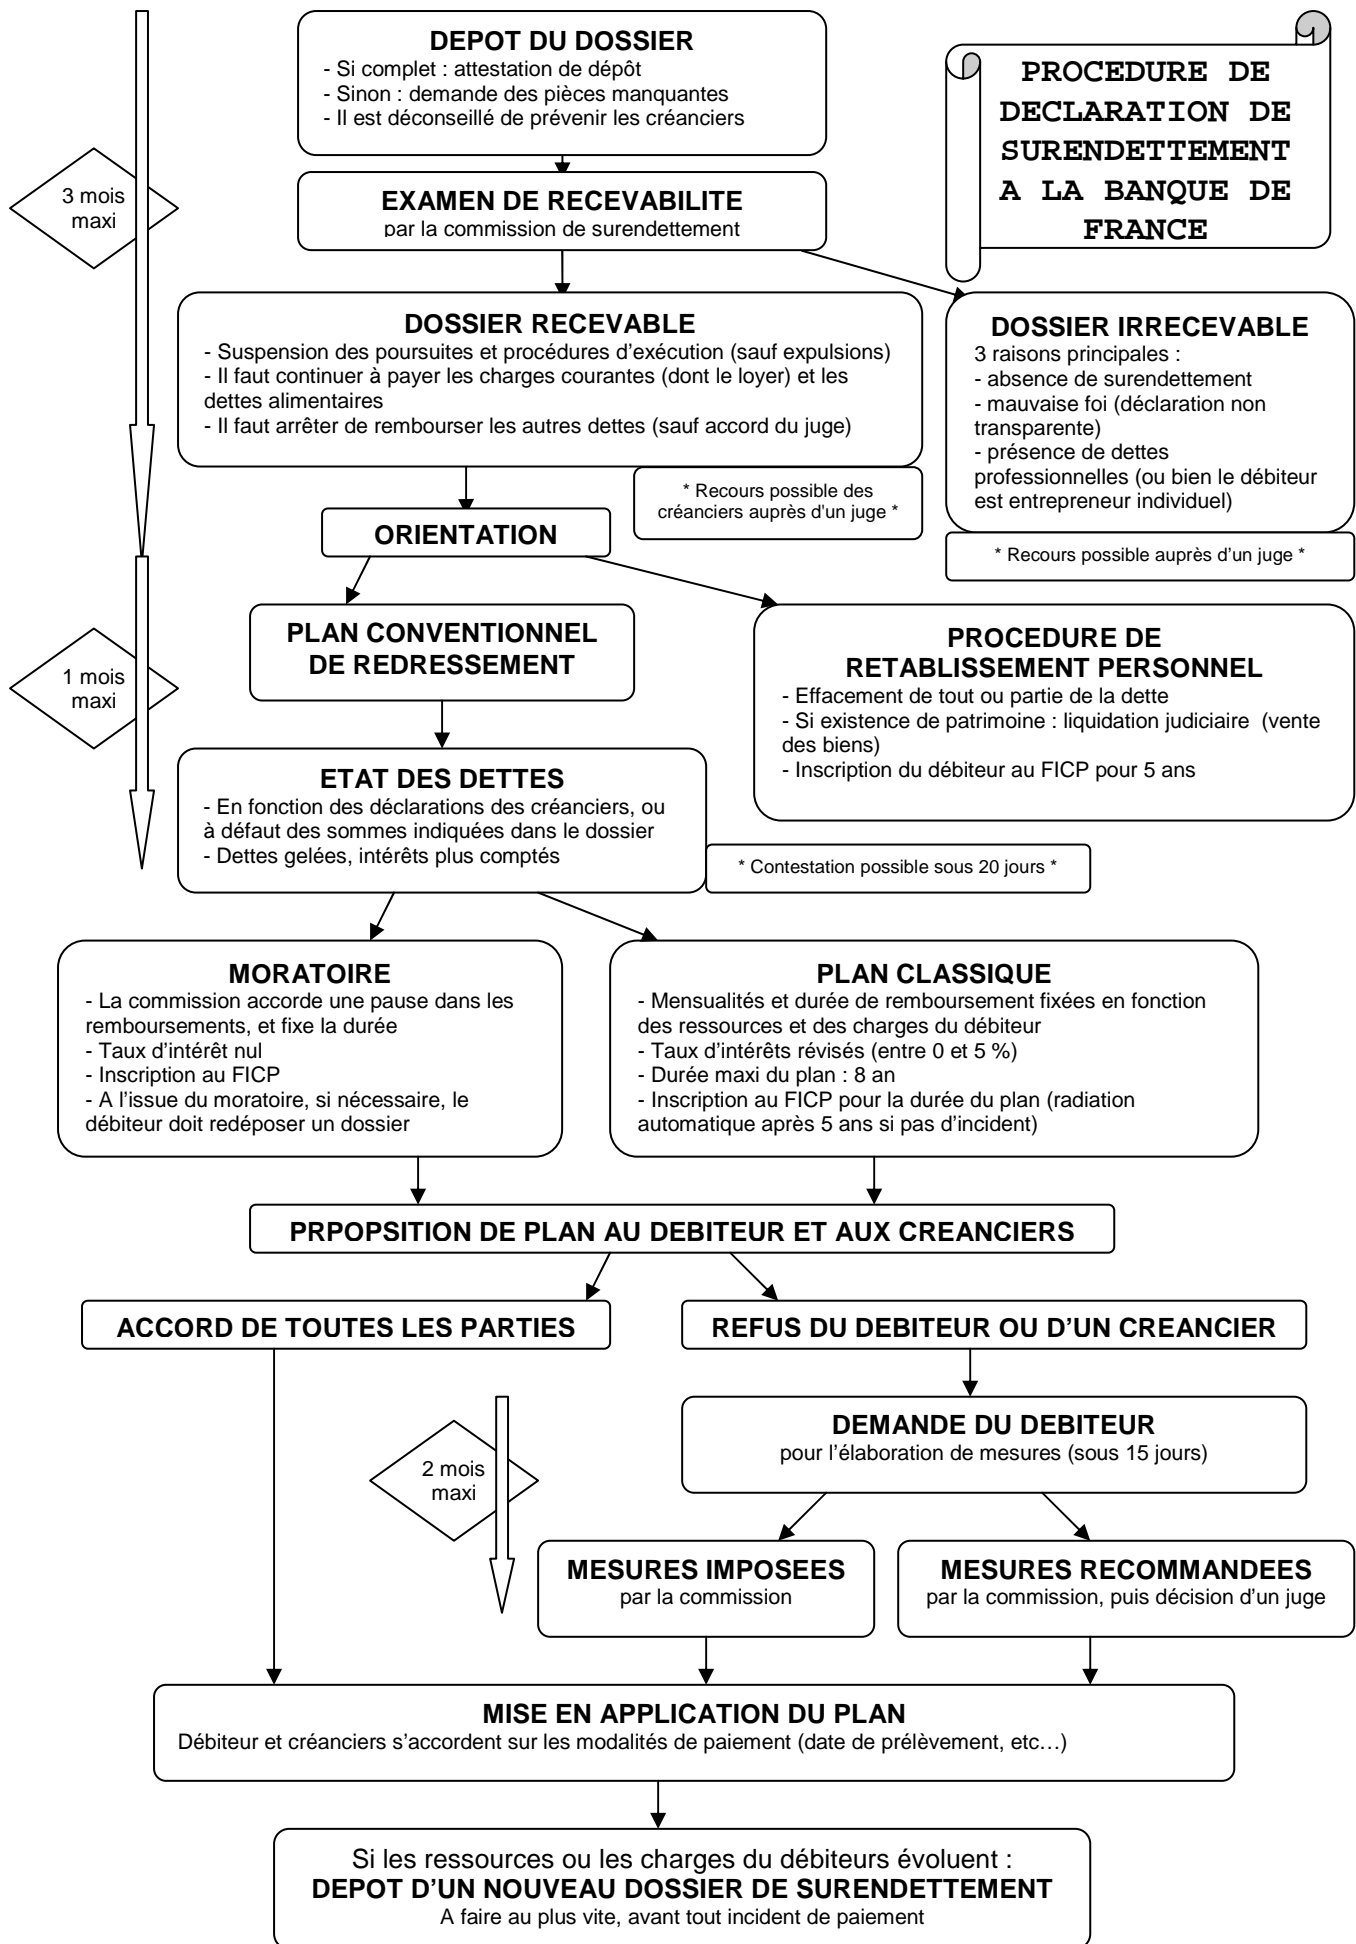 DEPOT DU DOSSIER
- Si complet : attestation de dépôt
- Sinon : demande des pièces manquantes
- Il est déconseillé de prévenir les créanciers
PROCEDURE DE
DECLARATION DE
SURENDETTEMENT
A LA BANQUE DE
FRANCE
3 mois
maxi
EXAMEN DE RECEVABILITE
par la commission de surendettement
DOSSIER RECEVABLE
- Suspension des poursuites et procédures d'exécution (sauf expulsions)
- Il faut continuer à payer les charges courantes (dont le loyer) et les
dettes alimentaires
- Il faut arrêter de rembourser les autres dettes (sauf accord du juge)
* Recours possible des
créanciers auprès d'un juge *
DOSSIER IRRECEVABLE
3 raisons principales :
- absence de surendettement
- mauvaise foi (déclaration non
transparente)
- présence de dettes
professionnelles (ou bien le débiteur
est entrepreneur individuel)
* Recours possible auprès d'un juge *
ORIENTATION
1 mois
maxi
PLAN CONVENTIONNEL
DE REDRESSEMENT
PROCEDURE DE
RETABLISSEMENT PERSONNEL
- Effacement de tout ou partie de la dette
- Si existence de patrimoine : liquidation judiciaire (vente
des biens)
- Inscription du débiteur au FICP pour 5 ans
ETAT DES DETTES
- En fonction des déclarations des créanciers, ou
à défaut des sommes indiquées dans le dossier
- Dettes gelées, intérêts plus comptés
* Contestation possible sous 20 jours *
MORATOIRE
- La commission accorde une pause dans les
remboursements, et fixe la durée
- Taux d'intérêt nul
- Inscription au FICP
- A l'issue du moratoire, si nécessaire, le
débiteur doit redéposer un dossier
PLAN CLASSIQUE
- Mensualités et durée de remboursement fixées en fonction
des ressources et des charges du débiteur
- Taux d'intérêts révisés (entre 0 et 5 %)
- Durée maxi du plan : 8 an
- Inscription au FICP pour la durée du plan (radiation
automatique après 5 ans si pas d'incident)
PRPOPSITION DE PLAN AU DEBITEUR ET AUX CREANCIERS
ACCORD DE TOUTES LES PARTIES
REFUS DU DEBITEUR OU D'UN CREANCIER
2 mois
maxi
DEMANDE DU DEBITEUR
pour l'élaboration de mesures (sous 15 jours)
MESURES IMPOSEES
par la commission
MESURES RECOMMANDEES
par la commission, puis décision d'un juge
MISE EN APPLICATION DU PLAN
Débiteur et créanciers s'accordent sur les modalités de paiement (date de prélèvement, etc…)
Si les ressources ou les charges du débiteurs évoluent :
DEPOT D'UN NOUVEAU DOSSIER DE SURENDETTEMENT
A faire au plus vite, avant tout incident de paiement